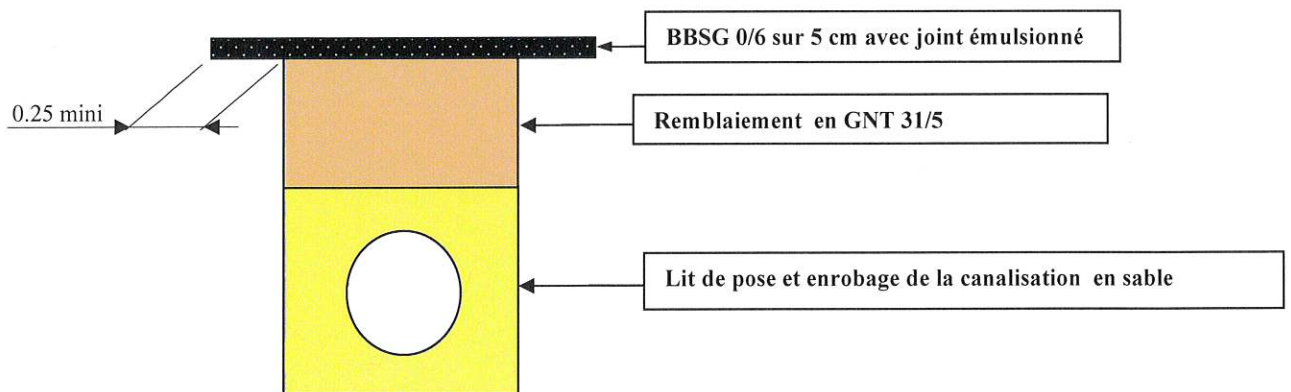 BBSG 0/6 sur 5 cm avec joint émulsionné
0.25 mini
Remblaiement en GNT 31/5
Lit de pose et enrobage de la canalisation en sable